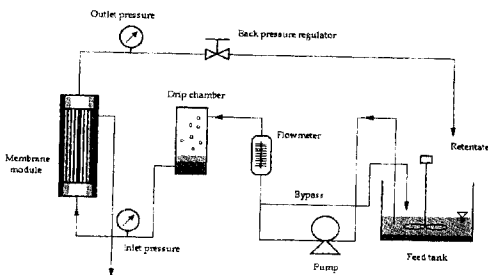 Outlet pressure
Back pressure regulator
Drip chamber
Flowmeter
Retentate
Membrane
module
Bypass
Inlet pressure
Pump
Feed tank